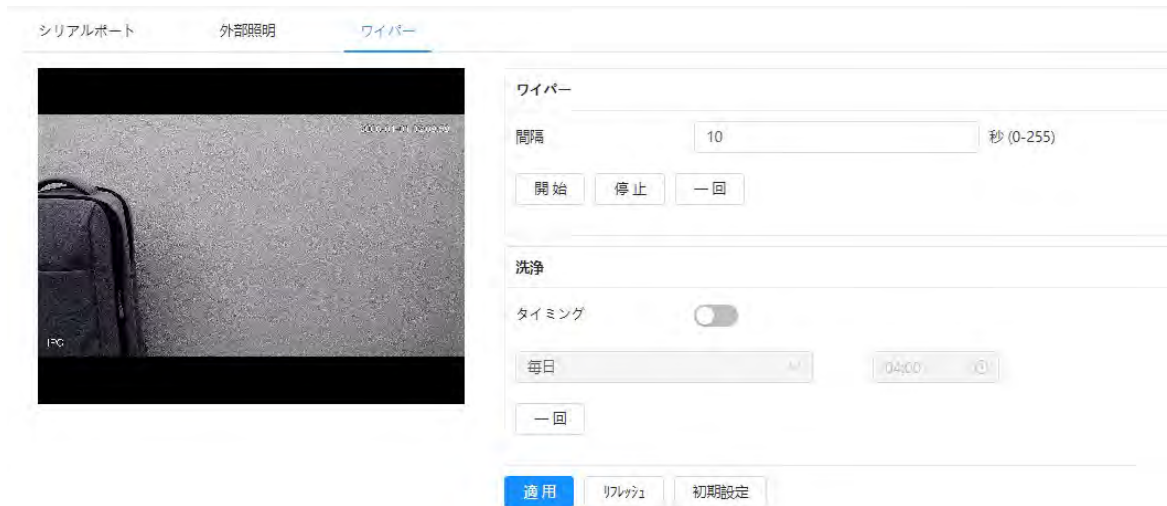 シリアルポート 外部照明 ワイパー
ワイパー
間隔 10 秒 (0-255)
開始 停止 一回
洗浄
タイミング
毎日 04:00
一回
適用 ﾘﾌﾚｯｼｭ 初期設定
IPC